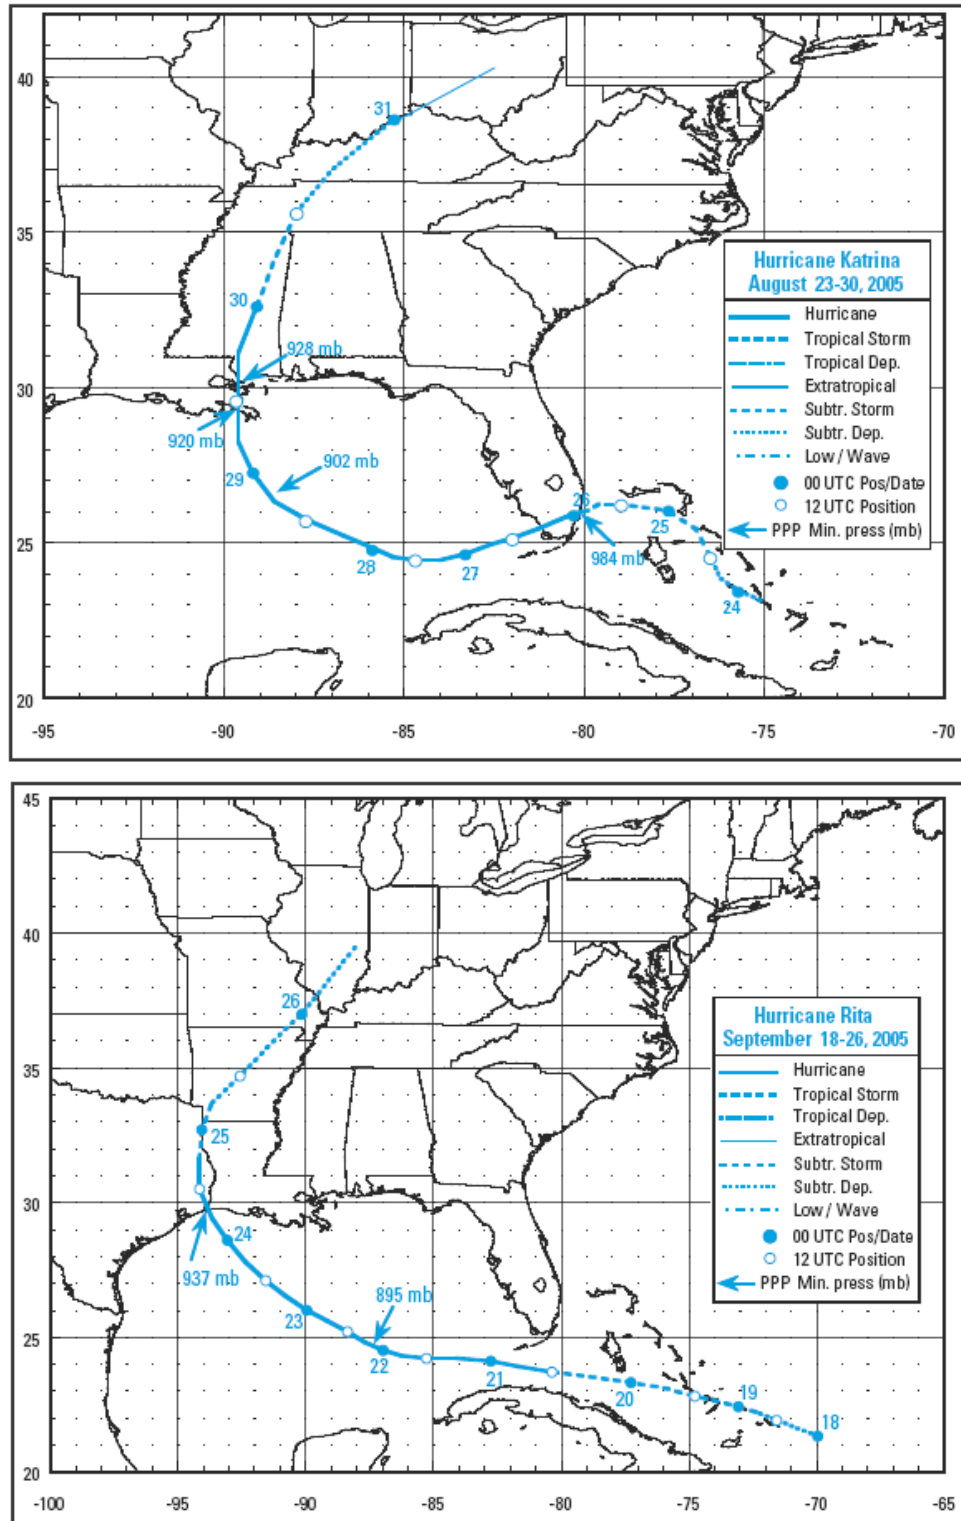 40
35
30
25
20
-95
-90
-85
-80
-75
-70
31
30
928 mb
920 mb
902 mb
29
28
27
26
984 mb
25
24
Hurricane Katrina
August 23-30, 2005
Hurricane
Tropical Storm
Tropical Dep.
Extratropical
Subtr. Storm
Subtr. Dep.
Low / Wave
00 UTC Pos/Date
12 UTC Position
PPP Min. press (mb)
45
40
35
30
25
20
-100
-95
-90
-85
-80
-75
-70
-65
26
25
24
937 mb
23
895 mb
22
21
20
19
18
Hurricane Rita
September 18-26, 2005
Hurricane
Tropical Storm
Tropical Dep.
Extratropical
Subtr. Storm
Subtr. Dep.
Low / Wave
00 UTC Pos/Date
12 UTC Position
PPP Min. press (mb)